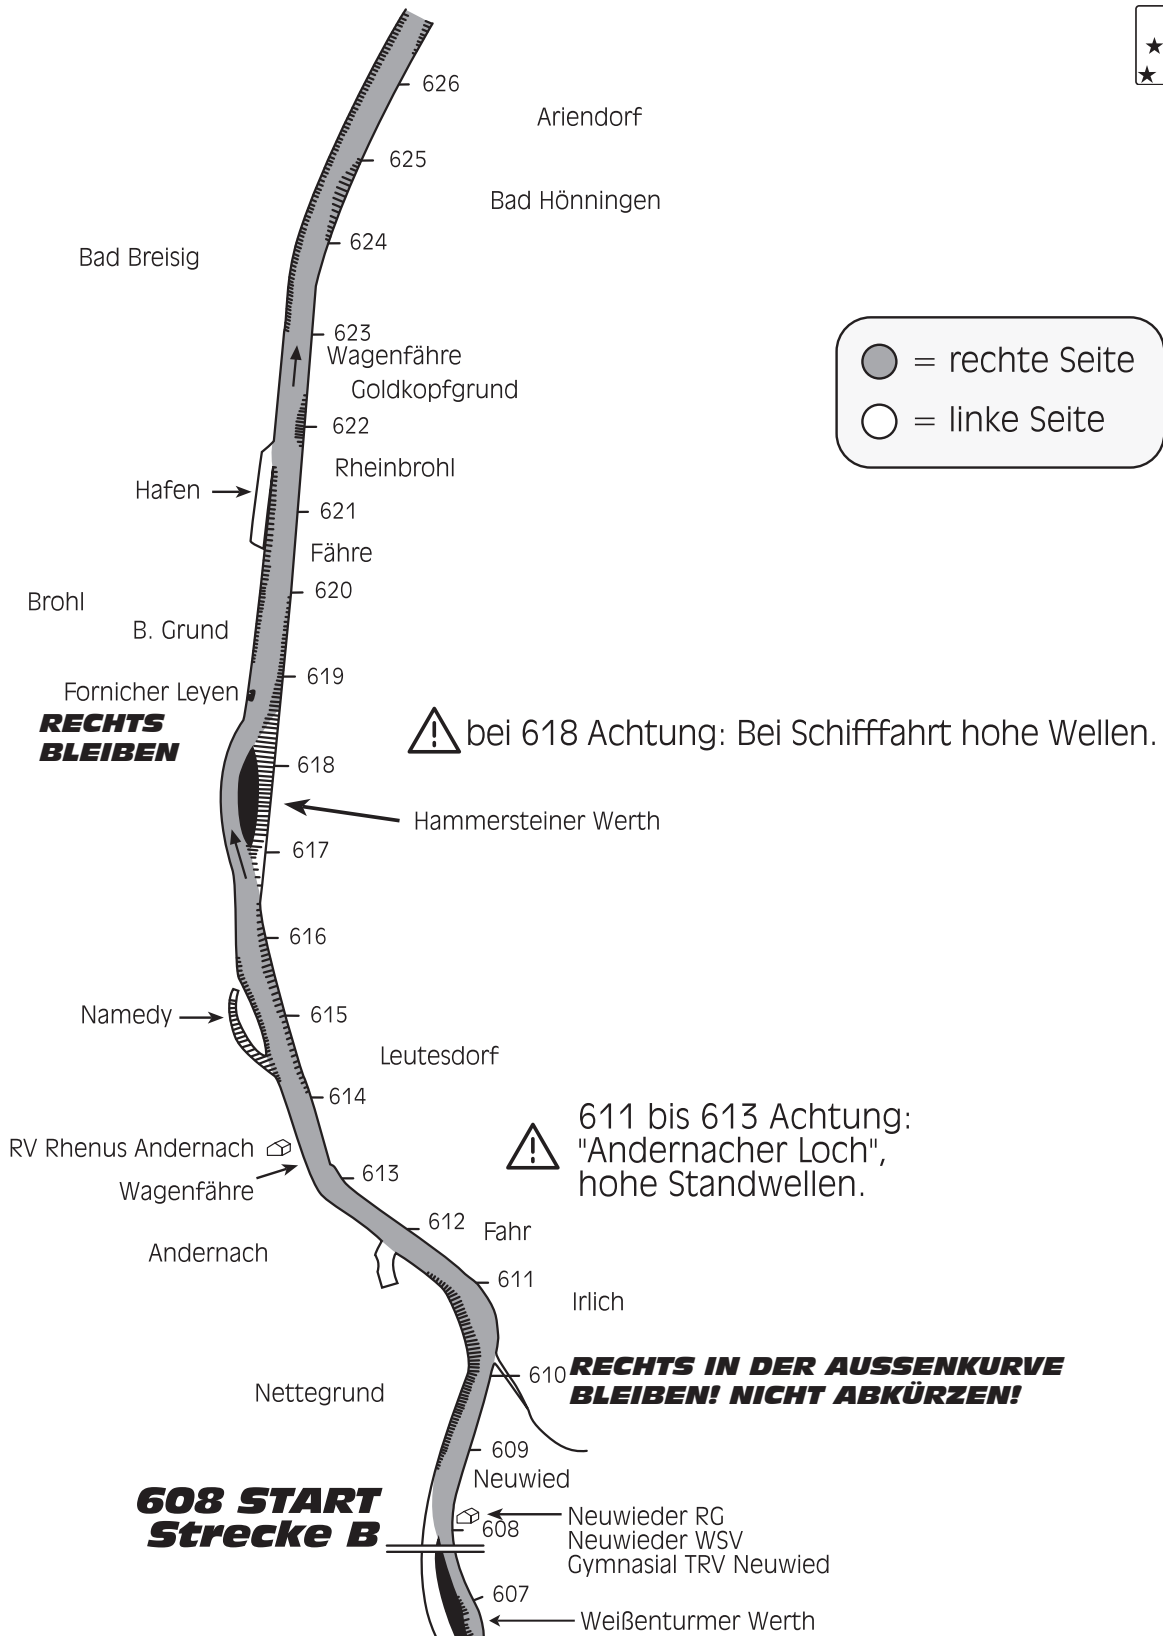 626
Ariendorf
625
Bad Hönningen
624
Bad Breisig
623
Wagenfähre
= rechte Seite
Goldkopfgrund
= linke Seite
622
Rheinbrohl
Hafen
621
Fähre
620
Brohl
B. Grund
619
Fornicher Leyen
RECHTS
BLEIBEN
bei 618 Achtung: Bei Schifffahrt hohe Wellen.
618
Hammersteiner Werth
617
616
Namedy
615
Leutesdorf
614
611 bis 613 Achtung:
"Andernacher Loch",
hohe Standwellen.
RV Rhenus Andernach
613
Wagenfähre
612
Fahr
Andernach
611
Irlich
610
RECHTS IN DER AUSSENKURVE
BLEIBEN! NICHT ABKÜRZEN!
Nettegrund
609
Neuwied
608 START
Strecke B
608
Neuwieder RG
Neuwieder WSV
Gymnasial TRV Neuwied
607
Weißenturmer Werth